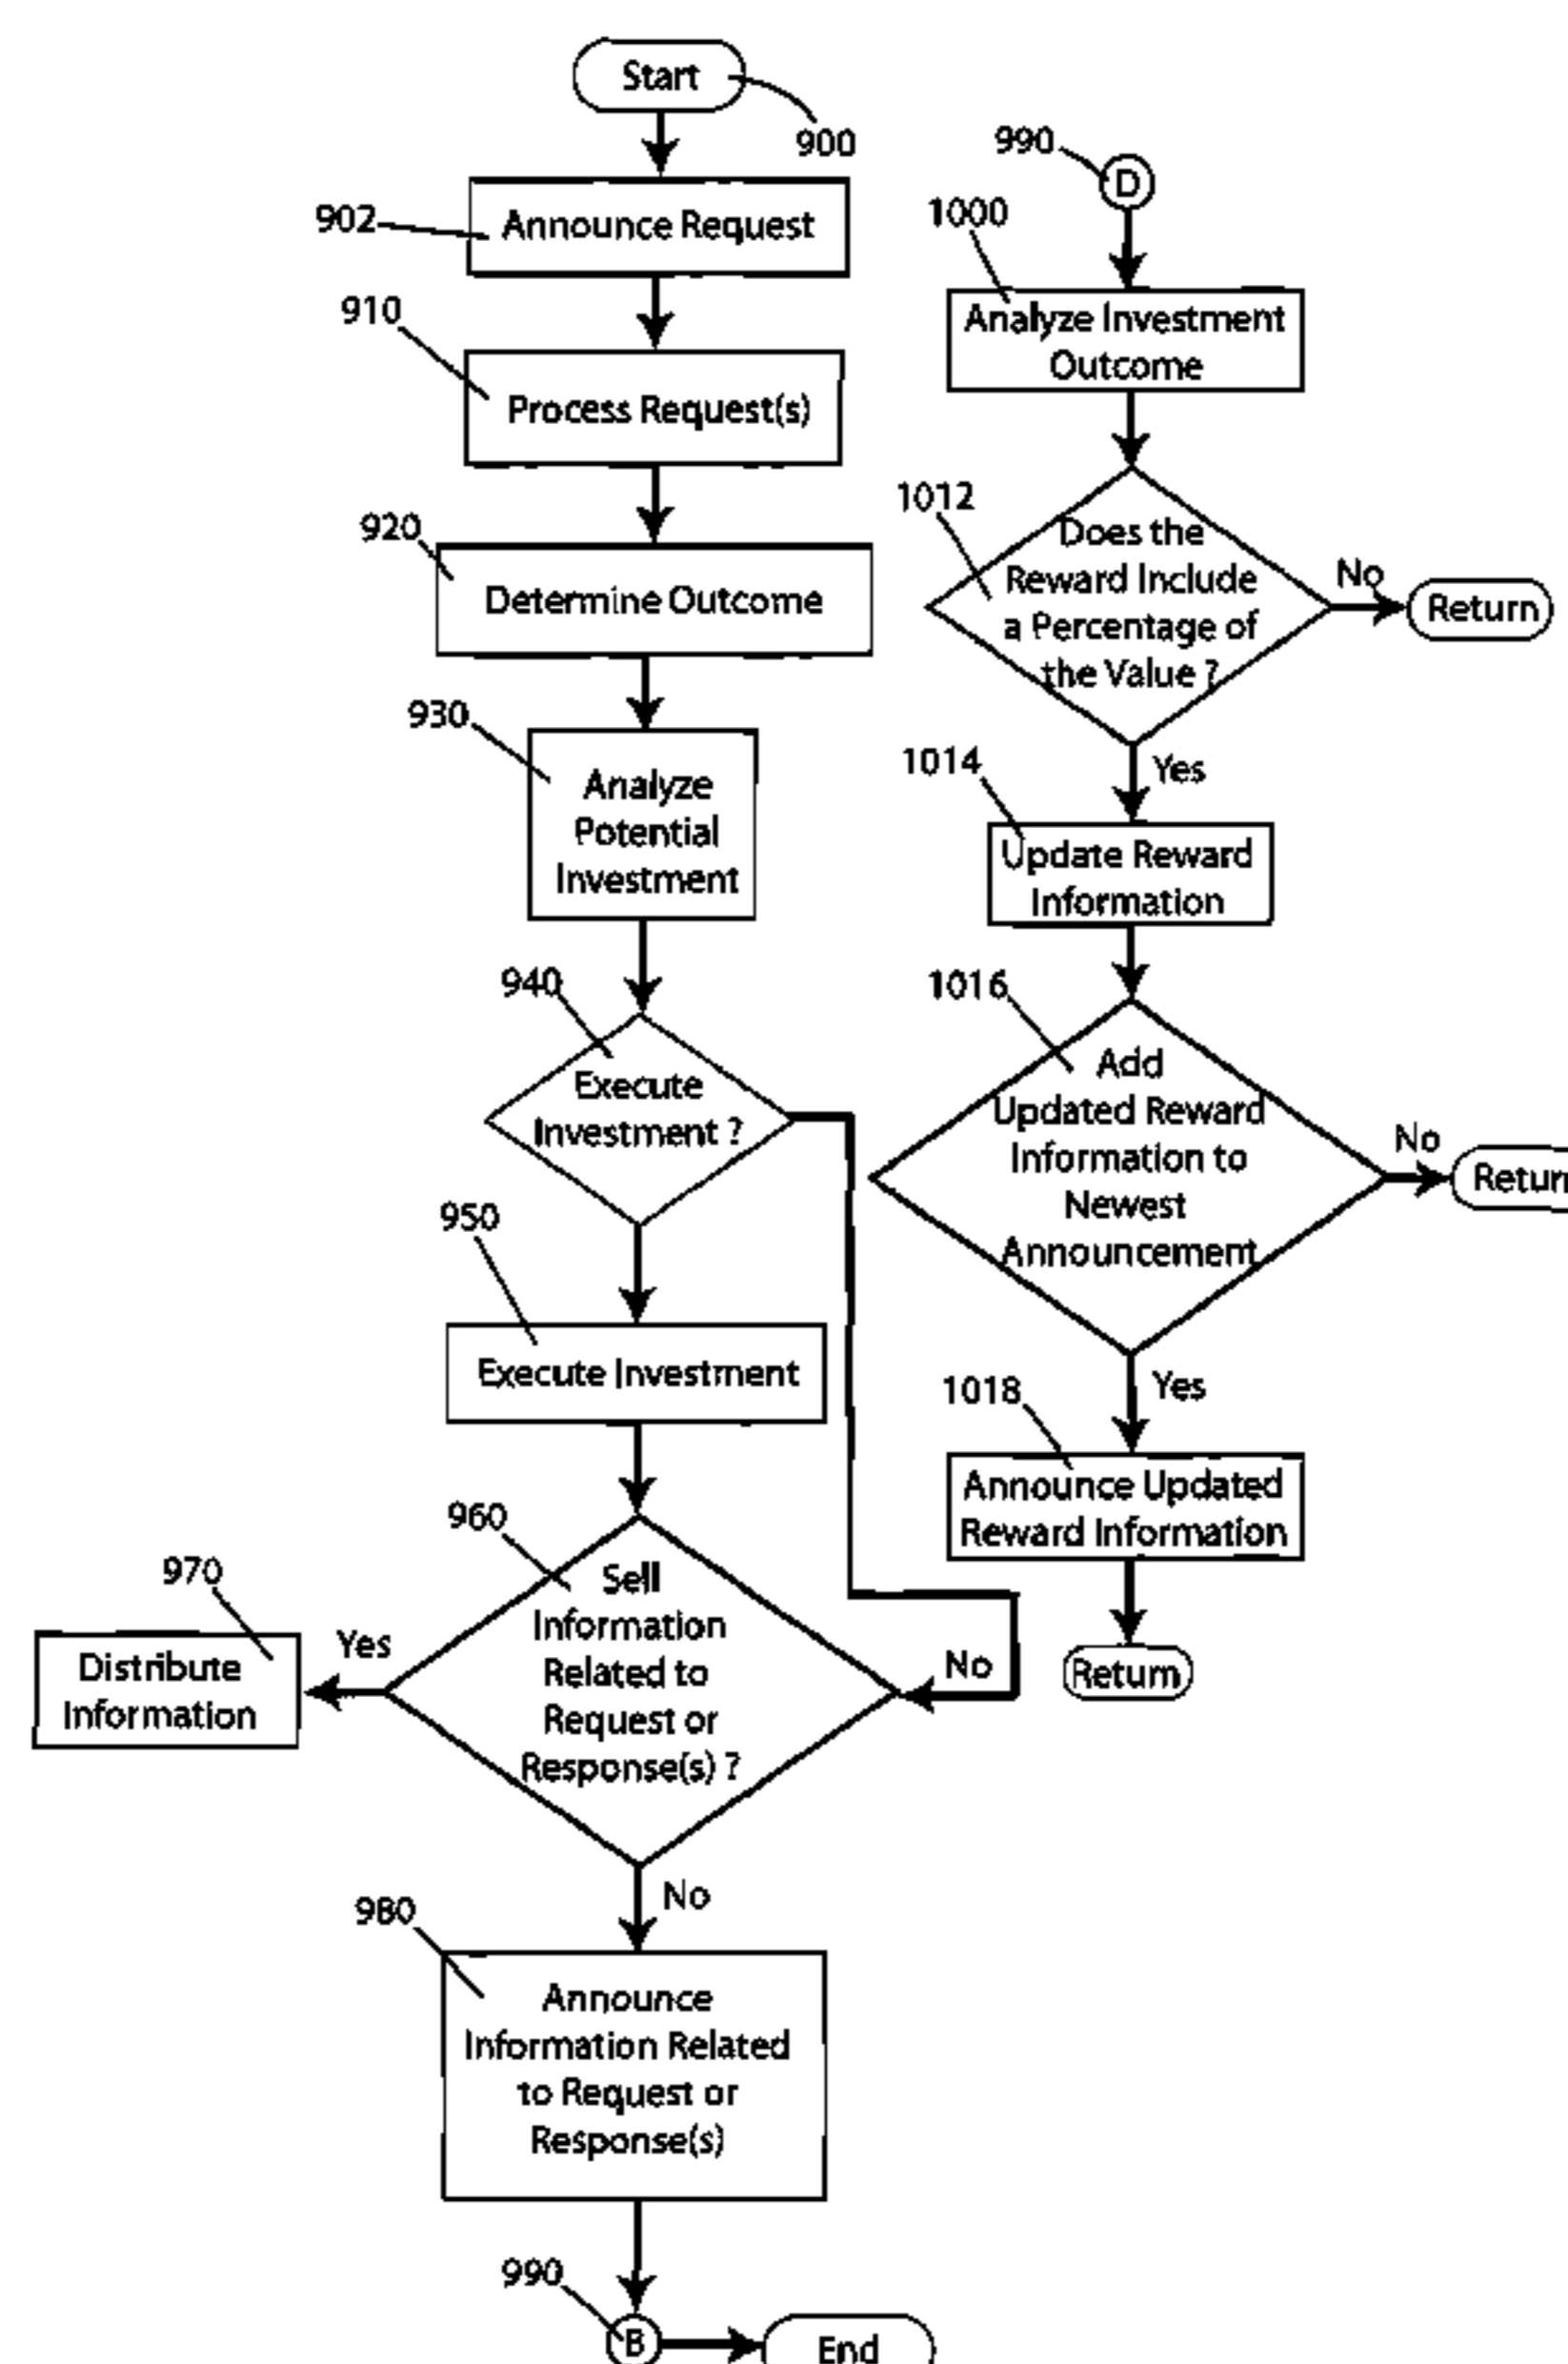 Start
900
902
Announce Request
910
Process Request(s)
920
Determine Outcome
930
Analyze
Potential
Investment
940
Execute
Investment ?
950
Execute Investment
960
Sell
Information
Related to
Request or
Response(s) ?
No
Yes
970
Distribute
Information
No
980
Announce
Information Related
to Request or
Response(s)
990
B
End
990
D
1000
Analyze Investment
Outcome
1012
Does the
Reward Include
a Percentage of
the Value ?
No
Return
Yes
1014
Update Reward
Information
1016
Add
Updated Reward
Information to
Newest
Announcement
No
Return
Yes
1018
Announce Updated
Reward Information
Return